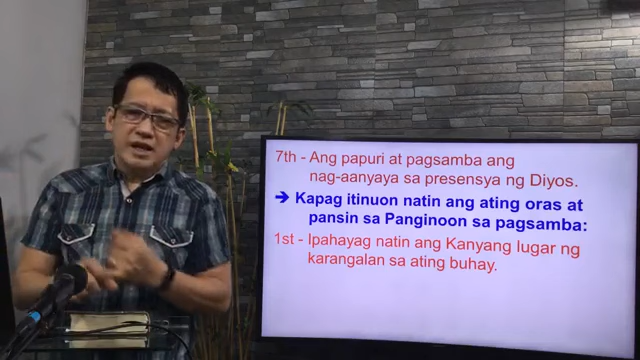 7th - Ang papuri at pagsamba ang
nag-aanyaya sa presensya ng Diyos.
➔ Kapag itinuon natin ang ating oras at
pansin sa Panginoon sa pagsamba:
1st - Ipahayag natin ang Kanyang lugar ng
karangalan sa ating buhay.